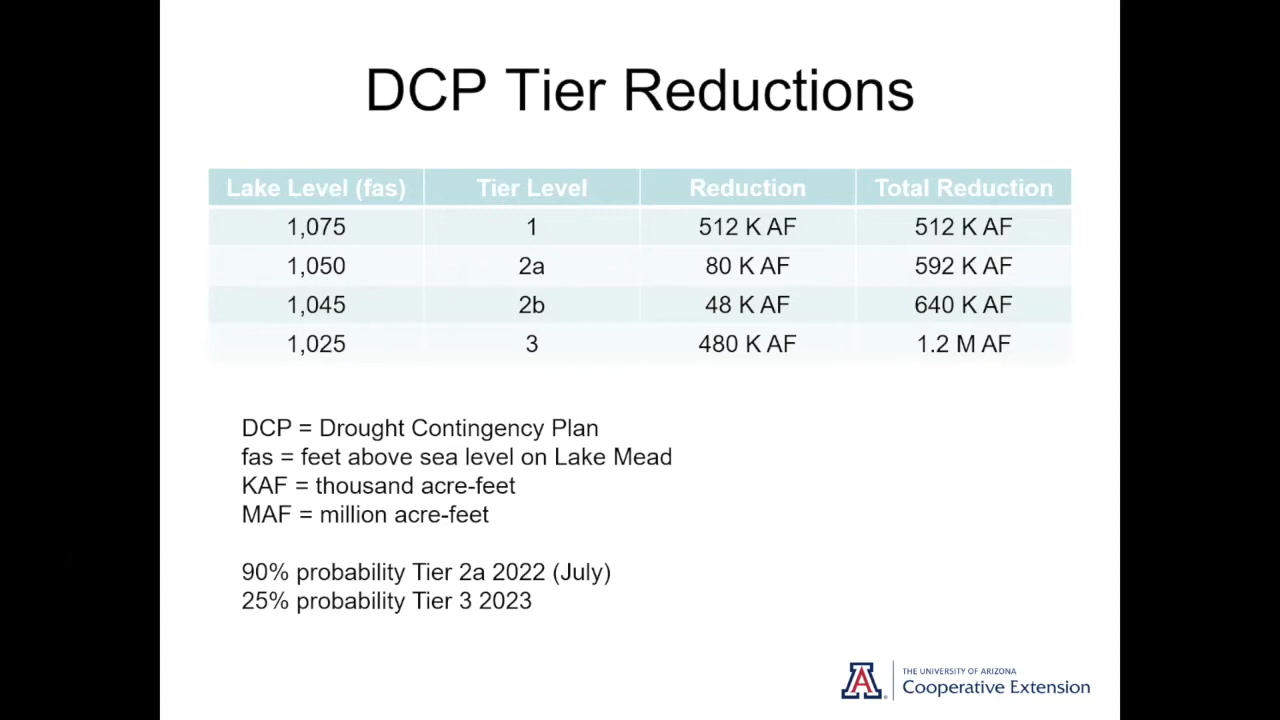 DCP Tier Reductions
Lake Level (fas) Tier Level Reduction Total Reduction
1,075 1 512 K AF 512 K AF
1,050 2a 80 K AF 592 K AF
1,045 2b 48 K AF 640 K AF
1,025 3 480 K AF 1.2 M AF
DCP = Drought Contingency Plan
fas = feet above sea level on Lake Mead
KAF = thousand acre-feet
MAF = million acre-feet
90% probability Tier 2a 2022 (July)
25% probability Tier 3 2023
A
THE UNIVERSITY OF ARIZONA
Cooperative Extension